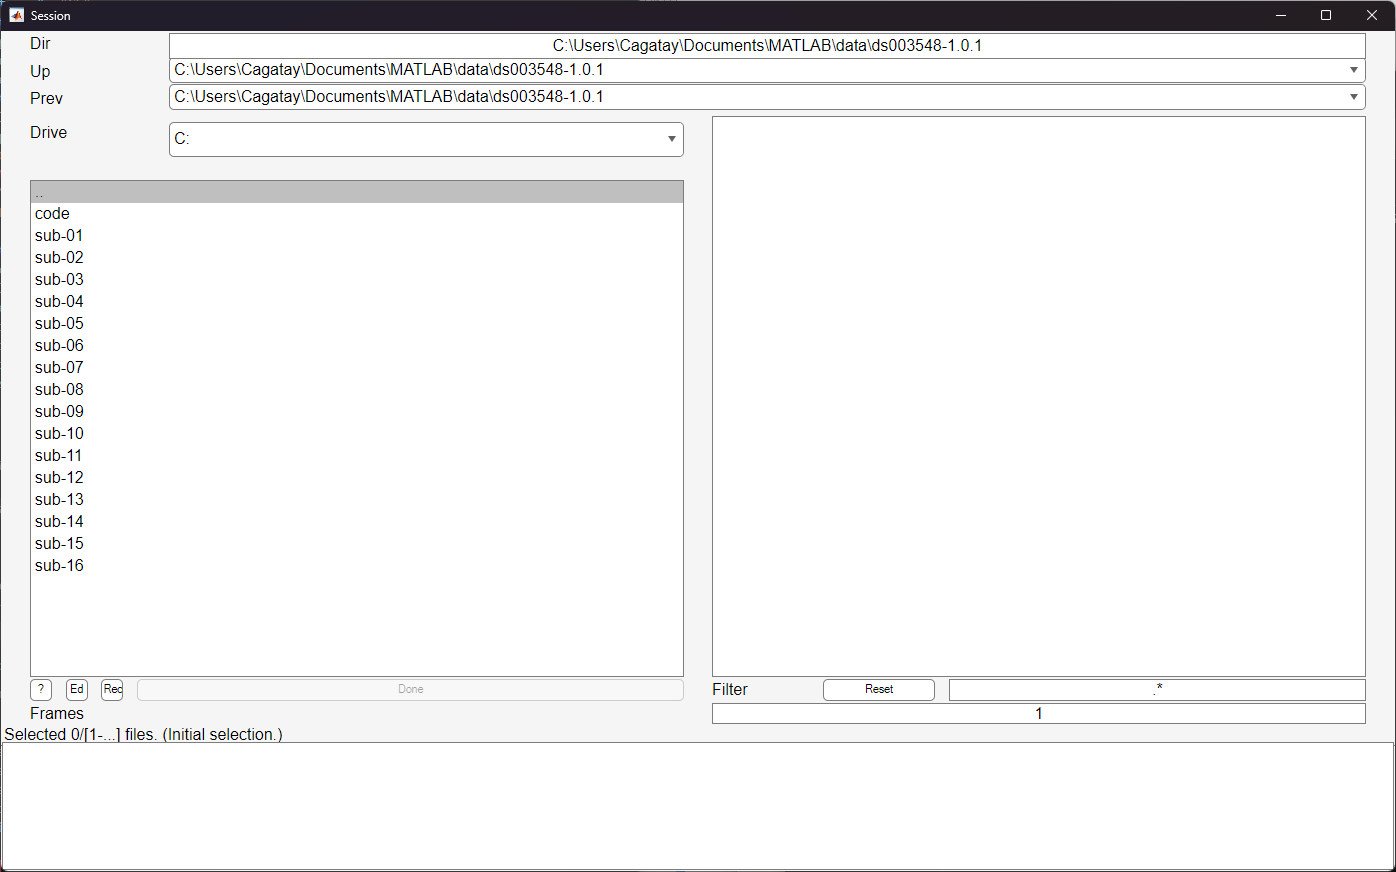 Session
Dir C:\Users\Cagatay\Documents\MATLAB\data\ds003548-1.0.1
Up C:\Users\Cagatay\Documents\MATLAB\data\ds003548-1.0.1
Prev C:\Users\Cagatay\Documents\MATLAB\data\ds003548-1.0.1
Drive C:
..
code
sub-01
sub-02
sub-03
sub-04
sub-05
sub-06
sub-07
sub-08
sub-09
sub-10
sub-11
sub-12
sub-13
sub-14
sub-15
sub-16
? Ed Rec Done Filter Reset .*
Frames 1
Selected 0/[1-...] files. (Initial selection.)